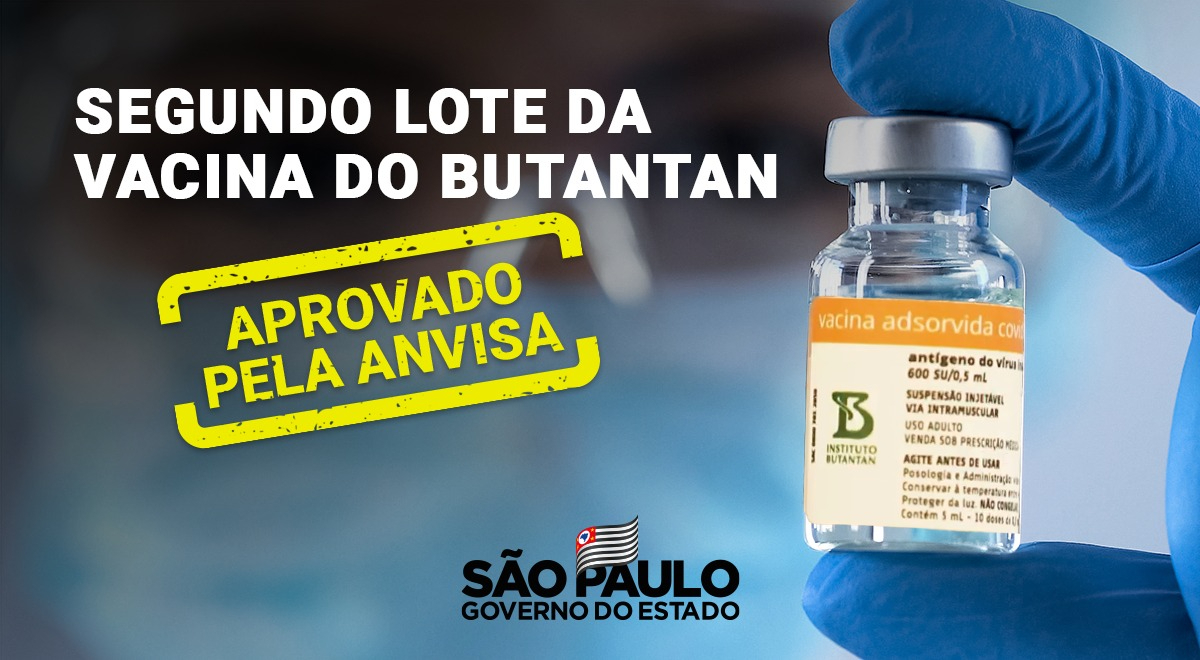 SEGUNDO LOTE DA
VACINA DO BUTANTAN
APROVADO
PELA ANVISA
vacina adsorvida
antígeno do vírus
600 SU/0,5 mL
SUSPENSÃO INJETÁVEL
VIA INTRAMUSCULAR
USO ADULTO
VENDA SOB PRESCRIÇÃO
AGITE ANTES DE USAR
Posologia e Administração
Conservar à temperatura
Proteger da luz. NÃO
Contém 5 mL - 10 doses
INSTITUTO
BUTANTAN
SÃO PAULO
GOVERNO DO ESTADO